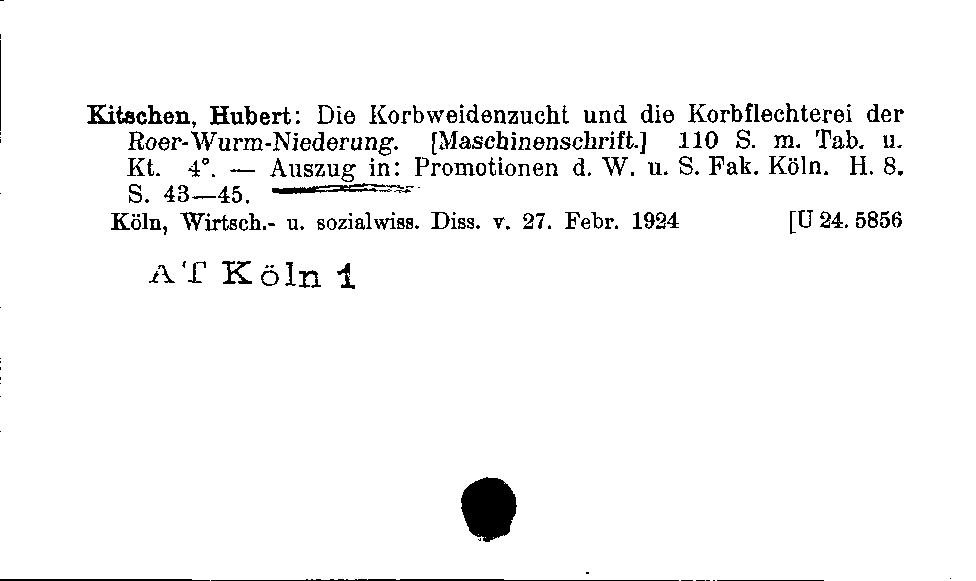 Kitschen, Hubert: Die Korbweidenzucht und die Korbflechterei der
Roer-Wurm-Niederung. [Maschinenschrift.] 110 S. m. Tab. u.
Kt. 4°. — Auszug in: Promotionen d. W. u. S. Fak. Köln. H. 8.
S. 43—45.
Köln, Wirtsch.- u. sozialwiss. Diss. v. 27. Febr. 1924 [U 24. 5856
AT Köln 1